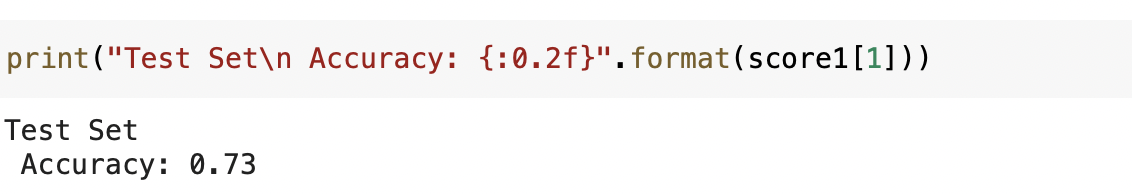 print("Test Set\n Accuracy: {:0.2f}".format(score1[1]))
Test Set
 Accuracy: 0.73